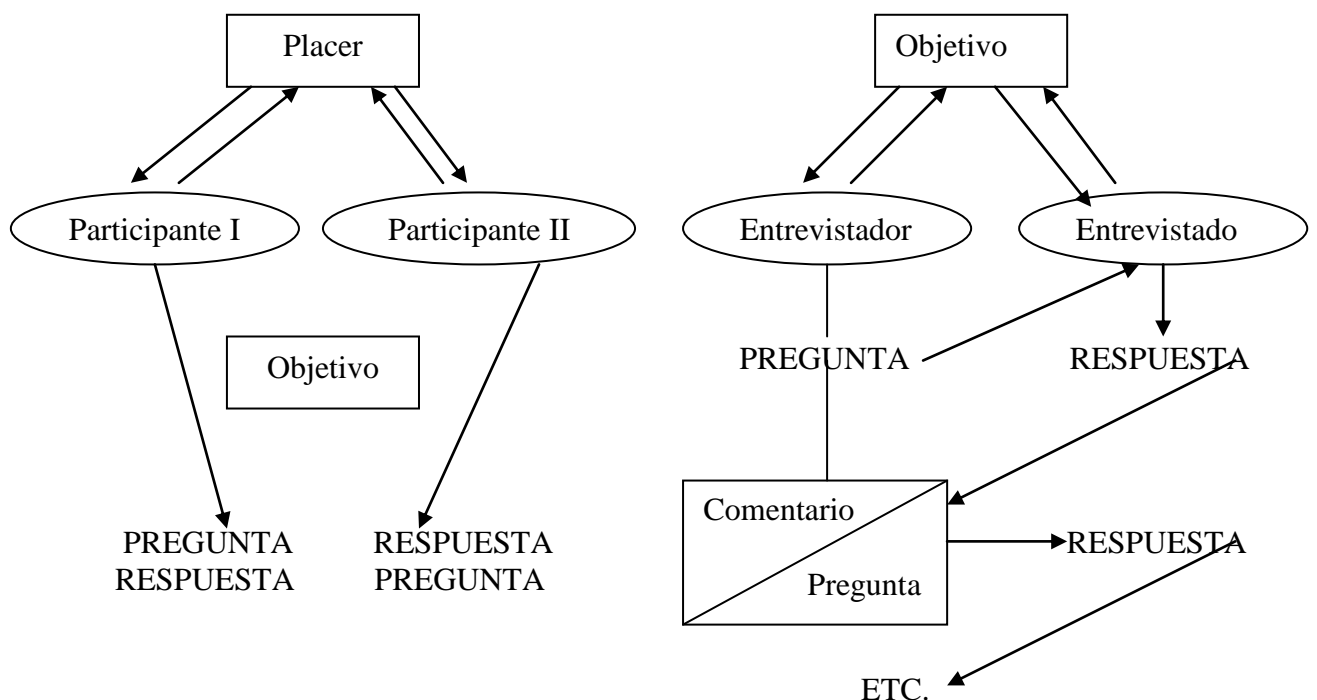 Placer
Participante I
Participante II
Objetivo
PREGUNTA
RESPUESTA
RESPUESTA
PREGUNTA
Objetivo
Entrevistador
Entrevistado
PREGUNTA
RESPUESTA
Comentario
Pregunta
RESPUESTA
ETC.